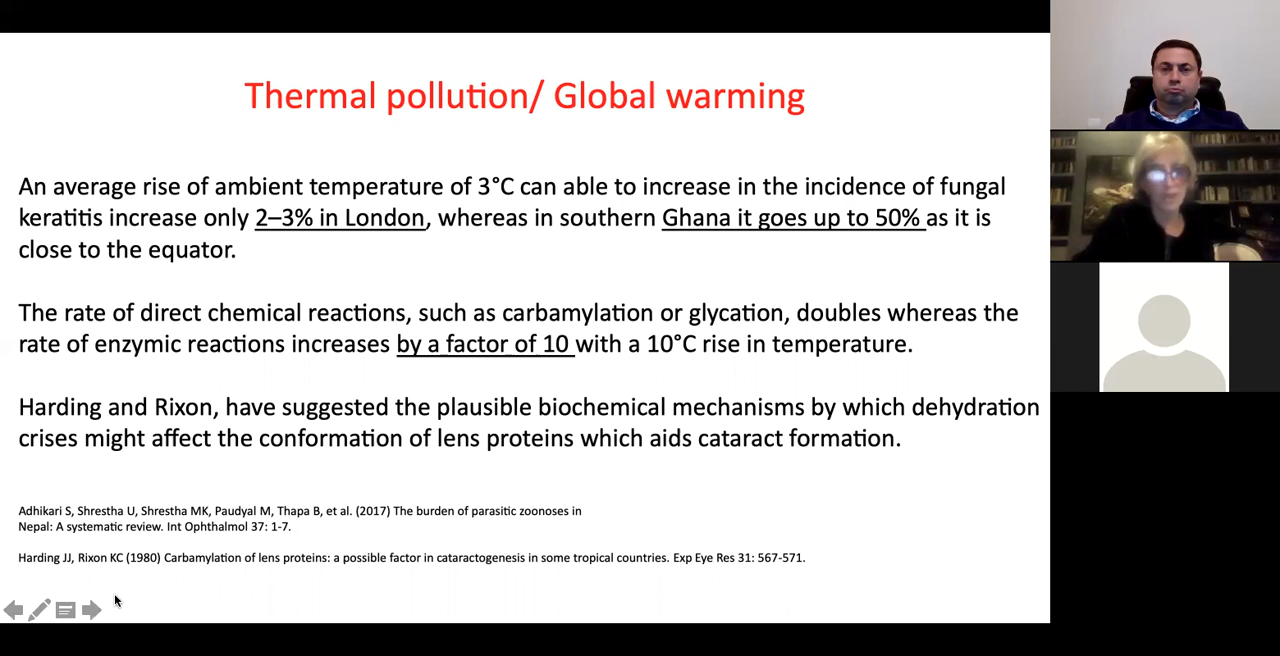 Thermal pollution/ Global warming
An average rise of ambient temperature of 3°C can able to increase in the incidence of fungal
keratitis increase only 2–3% in London, whereas in southern Ghana it goes up to 50% as it is
close to the equator.
The rate of direct chemical reactions, such as carbamylation or glycation, doubles whereas the
rate of enzymic reactions increases by a factor of 10 with a 10°C rise in temperature.
Harding and Rixon, have suggested the plausible biochemical mechanisms by which dehydration
crises might affect the conformation of lens proteins which aids cataract formation.
Adhikari S, Shrestha U, Shrestha MK, Paudyal M, Thapa B, et al. (2017) The burden of parasitic zoonoses in
Nepal: A systematic review. Int Ophthalmol 37: 1-7.
Harding JJ, Rixon KC (1980) Carbamylation of lens proteins: a possible factor in cataractogenesis in some tropical countries. Exp Eye Res 31: 567-571.